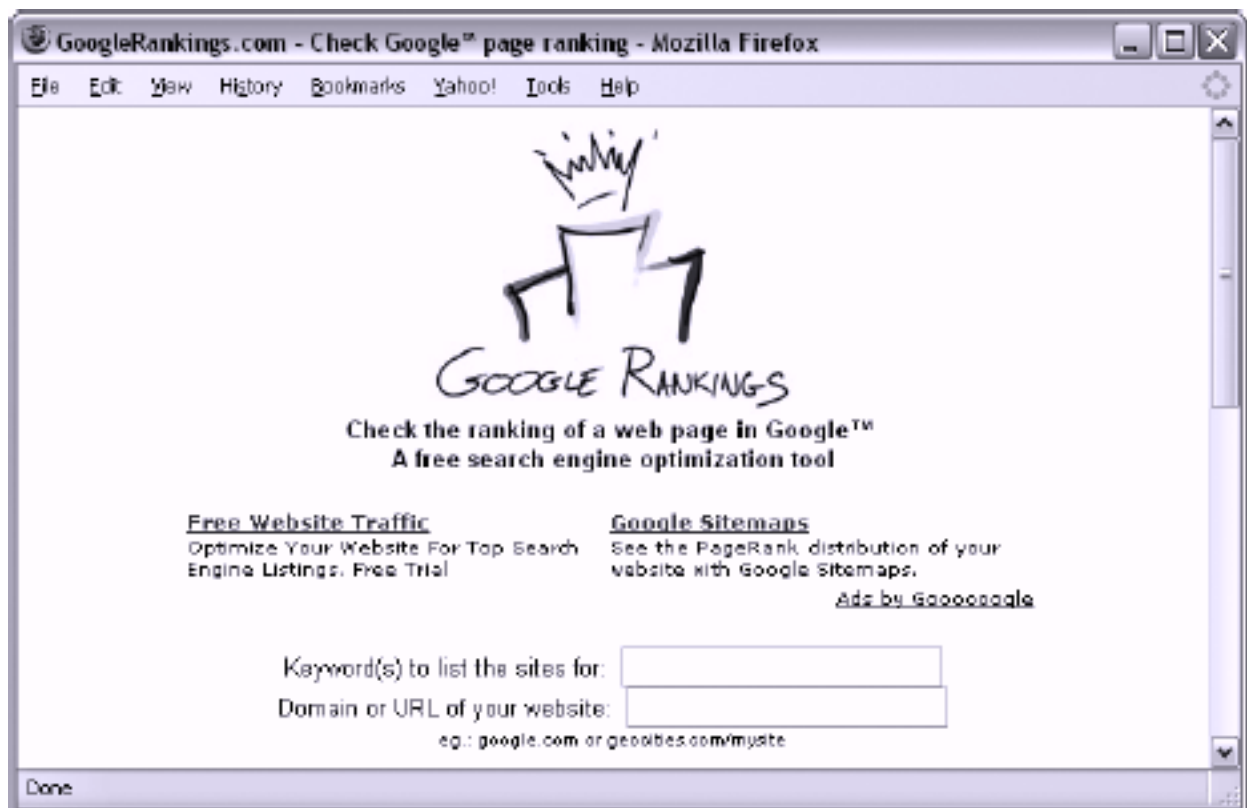 GoogleRankings.com - Check Google™ page ranking - Mozilla Firefox
File Edit View History Bookmarks Yahoo! Tools Help
GOOGLE RANKINGS
Check the ranking of a web page in Google™
A free search engine optimization tool
Free Website Traffic
Optimize Your Website For Top Search
Engine Listings. Free Trial
Google Sitemaps
See the PageRank distribution of your
website with Google Sitemaps.
Ads by Goooooogle
Keyword(s) to list the sites for:
Domain or URL of your website:
eg.: google.com or geosities.com/mysite
Done